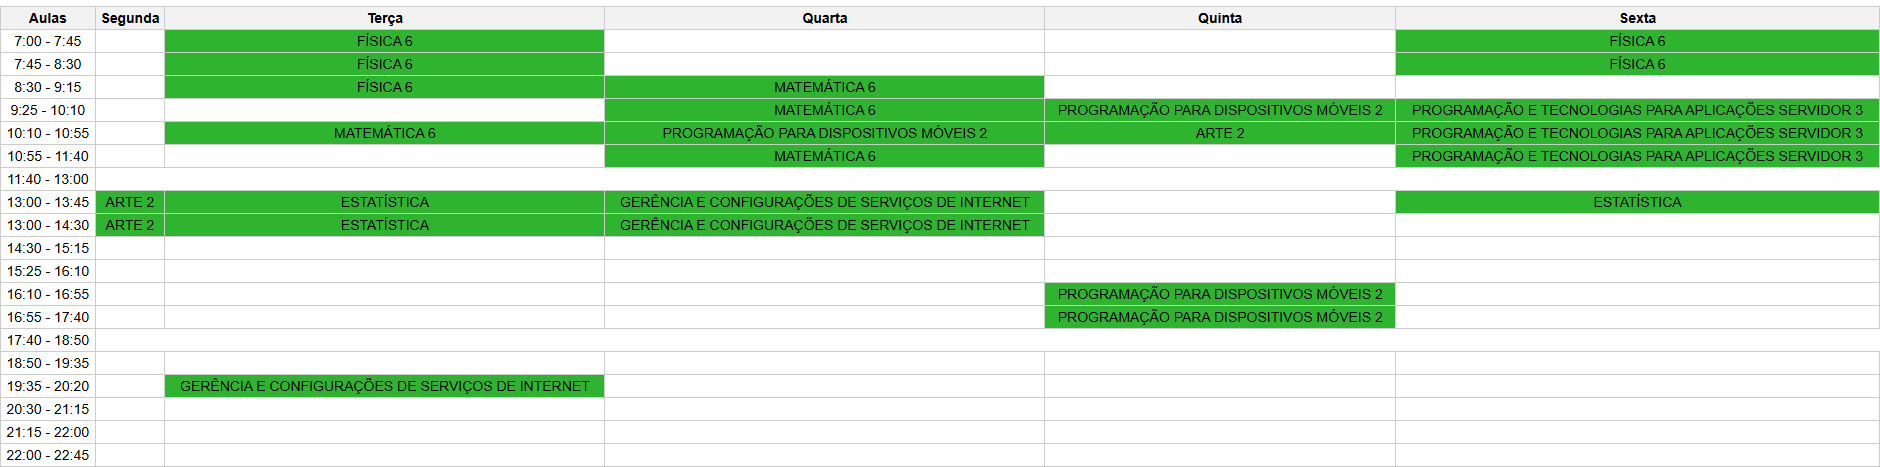 Aulas Segunda Terça Quarta Quinta Sexta
7:00 - 7:45 FÍSICA 6 FÍSICA 6
7:45 - 8:30 FÍSICA 6 FÍSICA 6
8:30 - 9:15 FÍSICA 6 MATEMÁTICA 6
9:25 - 10:10 MATEMÁTICA 6 PROGRAMAÇÃO PARA DISPOSITIVOS MÓVEIS 2 PROGRAMAÇÃO E TECNOLOGIAS PARA APLICAÇÕES SERVIDOR 3
10:10 - 10:55 MATEMÁTICA 6 PROGRAMAÇÃO PARA DISPOSITIVOS MÓVEIS 2 ARTE 2 PROGRAMAÇÃO E TECNOLOGIAS PARA APLICAÇÕES SERVIDOR 3
10:55 - 11:40 MATEMÁTICA 6 PROGRAMAÇÃO E TECNOLOGIAS PARA APLICAÇÕES SERVIDOR 3
11:40 - 13:00
13:00 - 13:45 ARTE 2 ESTATÍSTICA GERÊNCIA E CONFIGURAÇÕES DE SERVIÇOS DE INTERNET ESTATÍSTICA
13:00 - 14:30 ARTE 2 ESTATÍSTICA GERÊNCIA E CONFIGURAÇÕES DE SERVIÇOS DE INTERNET
14:30 - 15:15
15:25 - 16:10
16:10 - 16:55 PROGRAMAÇÃO PARA DISPOSITIVOS MÓVEIS 2
16:55 - 17:40 PROGRAMAÇÃO PARA DISPOSITIVOS MÓVEIS 2
17:40 - 18:50
18:50 - 19:35
19:35 - 20:20 GERÊNCIA E CONFIGURAÇÕES DE SERVIÇOS DE INTERNET
20:30 - 21:15
21:15 - 22:00
22:00 - 22:45